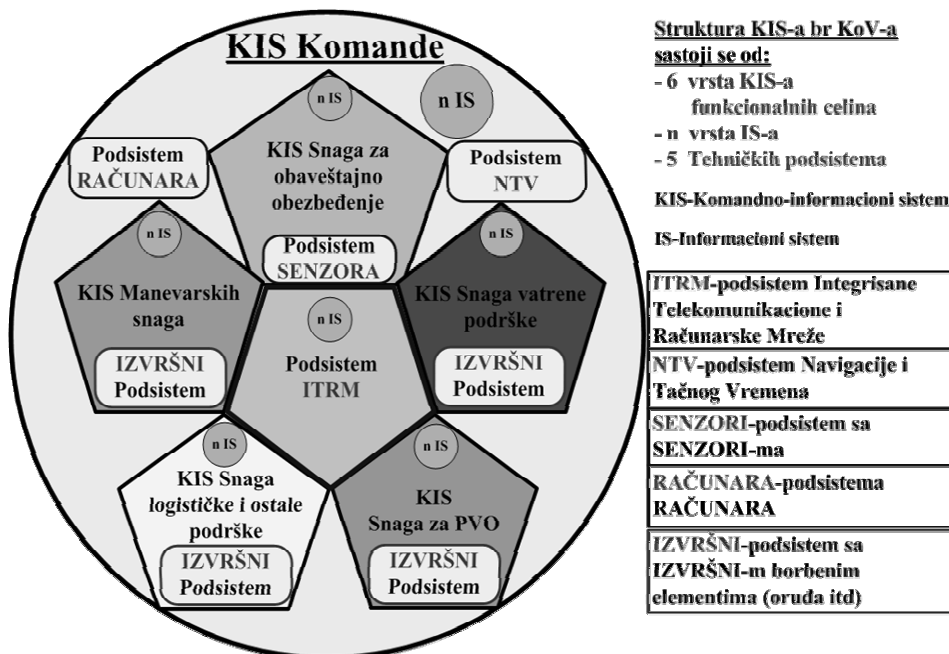 KIS Komande
n IS
n IS
KIS Snaga za
obaveštajno
obezbeđenje
Podsistem
RAČUNARA
Podsistem
NTV
Podsistem
SENZORA
n IS
KIS Manevarskih
snaga
IZVRŠNI
Podsistem
n IS
KIS Snaga vatrene
podrške
IZVRŠNI
Podsistem
n IS
Podsistem
ITRM
n IS
KIS Snaga
logističke i ostale
podrške
IZVRŠNI
Podsistem
n IS
KIS
Snaga za PVO
IZVRŠNI
Podsistem
Struktura KIS-a br KoV-a
sastoji se od:
- 6 vrsta KIS-a
funkcionalnih celina
- n vrsta IS-a
- 5 Tehničkih podsistema
KIS-Komandno-informacioni sistem
IS-Informacioni sistem
ITRM-podsistem Integrisane
Telekomunikacione i
Računarske Mreže
NTV-podsistem Navigacije i
Tačnog Vremena
SENZORI-podsistem sa
SENZORI-ma
RAČUNARA-podsistema
RAČUNARA
IZVRŠNI-podsistem sa
IZVRŠNI-m borbenim
elementima (oruđa itd)